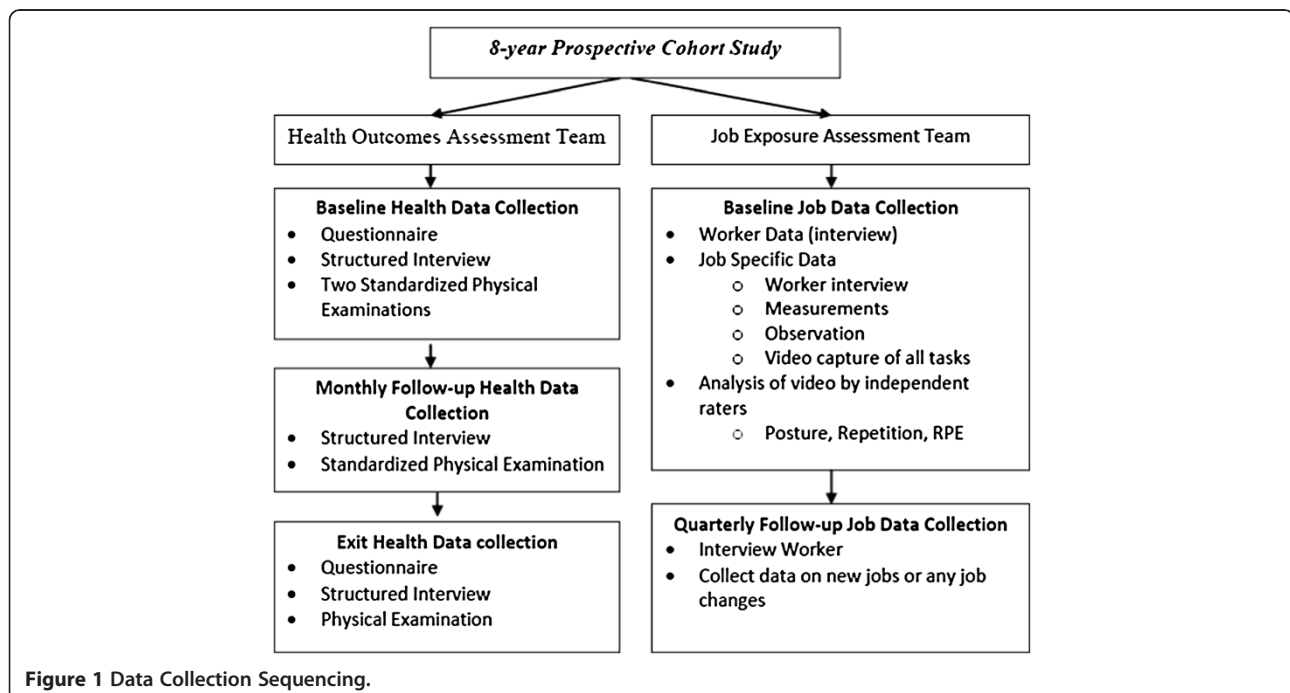 8-year Prospective Cohort Study
Health Outcomes Assessment Team
Baseline Health Data Collection
• Questionnaire
• Structured Interview
• Two Standardized Physical
Examinations
Monthly Follow-up Health Data
Collection
• Structured Interview
• Standardized Physical Examination
Exit Health Data collection
• Questionnaire
• Structured Interview
• Physical Examination
Job Exposure Assessment Team
Baseline Job Data Collection
• Worker Data (interview)
• Job Specific Data
o Worker interview
o Measurements
o Observation
o Video capture of all tasks
• Analysis of video by independent
raters
o Posture, Repetition, RPE
Quarterly Follow-up Job Data Collection
• Interview Worker
• Collect data on new jobs or any job
changes
Figure 1 Data Collection Sequencing.